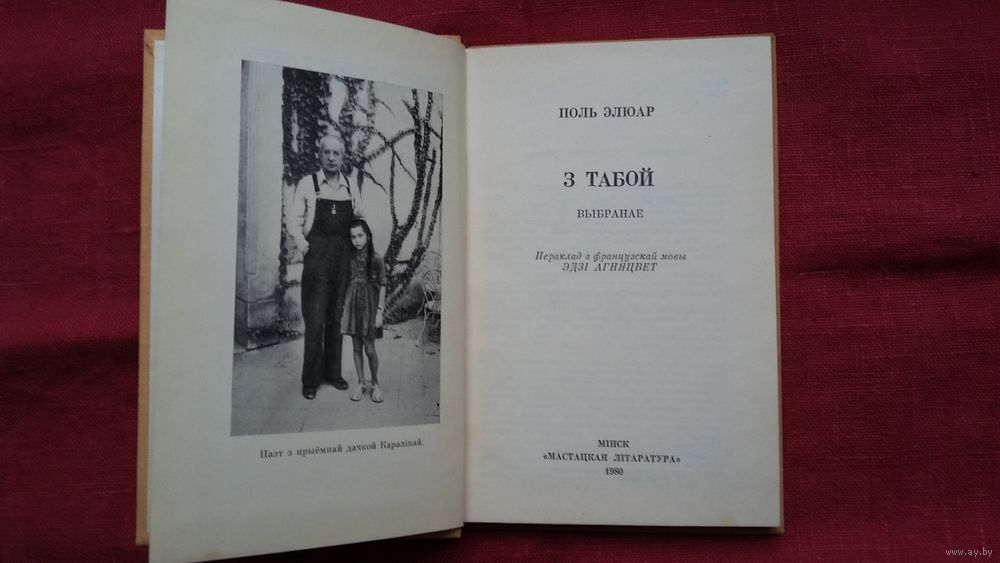 Паэт з прыёмнай дачкой Каралінай.
ПОЛЬ ЭЛЮАР
З ТАБОЙ
ВЫБРАНАЕ
Пераклад з французскай мовы
ЭДЗІ АГНЯЦВЕТ
МІНСК
«МАСТАЦКАЯ ЛІТАРАТУРА»
1980
www.ay.by